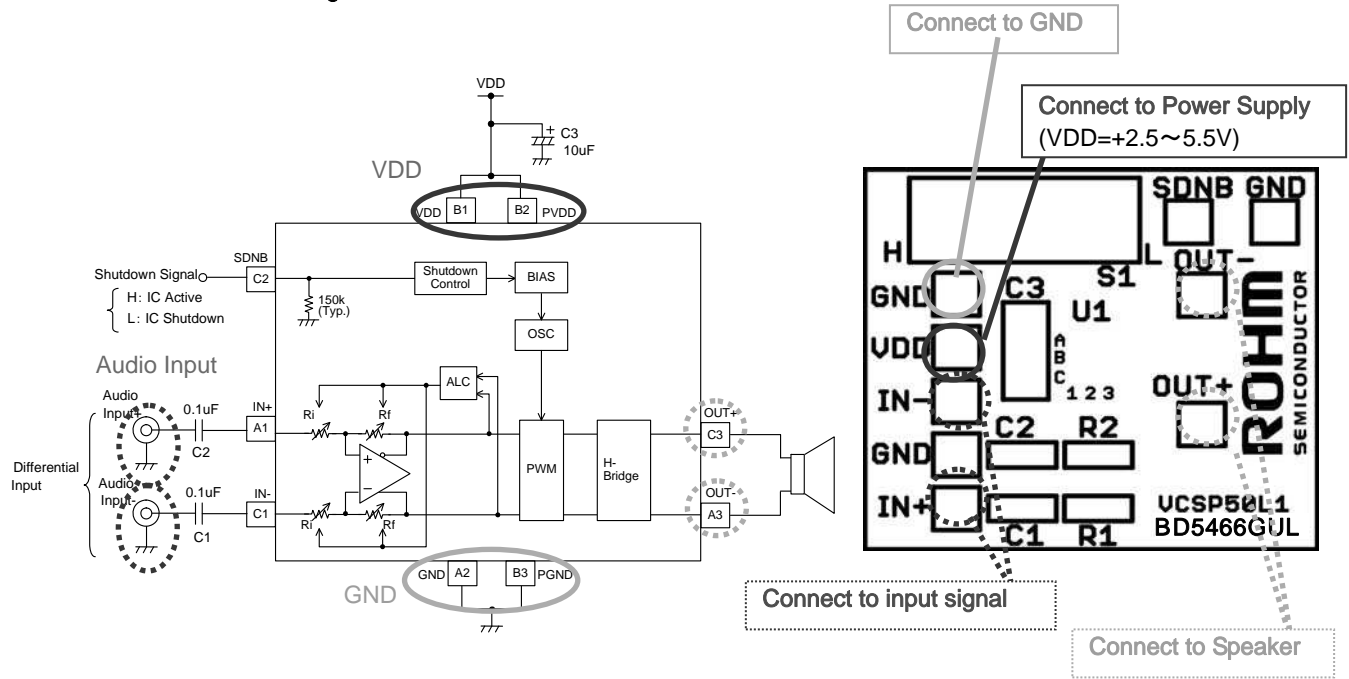 VDD
+
C3
10uF
VDD
VDD
B1
B2
PVDD
SDNB
Shutdown Signal
C2
H: IC Active
L: IC Shutdown
150k
(Typ.)
Shutdown
Control
BIAS
OSC
Audio Input
ALC
Audio
Input+
0.1uF
IN+
A1
C2
Ri
Rf
Differential
Input
+
−
PWM
H-
Bridge
OUT+
C3
Audio
Input-
0.1uF
IN-
C1
C1
Ri
Rf
OUT-
A3
GND
A2
B3
PGND
GND
Connect to GND
Connect to Power Supply
(VDD=+2.5～5.5V)
SDNB GND
H
L
S1
OUT-
GND
C3
U1
VDD
A
B
C
1 2 3
IN-
OUT+
C2
R2
GND
IN+
C1
R1
VCSP50L1
BD5466GUL
ROHM
SEMICONDUCTOR
Connect to input signal
Connect to Speaker